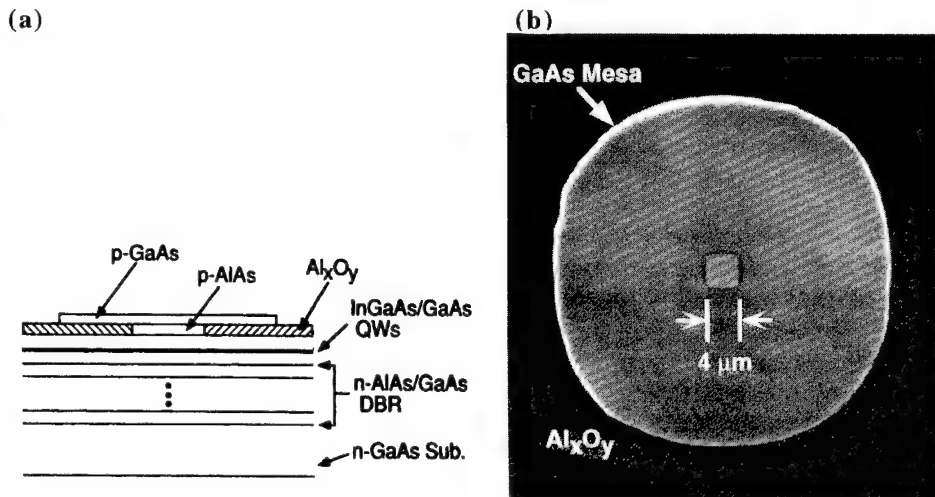 (a)
p-GaAs
p-AlAs
AlxOy
InGaAs/GaAs
QWs
n-AlAs/GaAs
DBR
n-GaAs Sub.
(b)
GaAs Mesa
4 μm
AlxOy